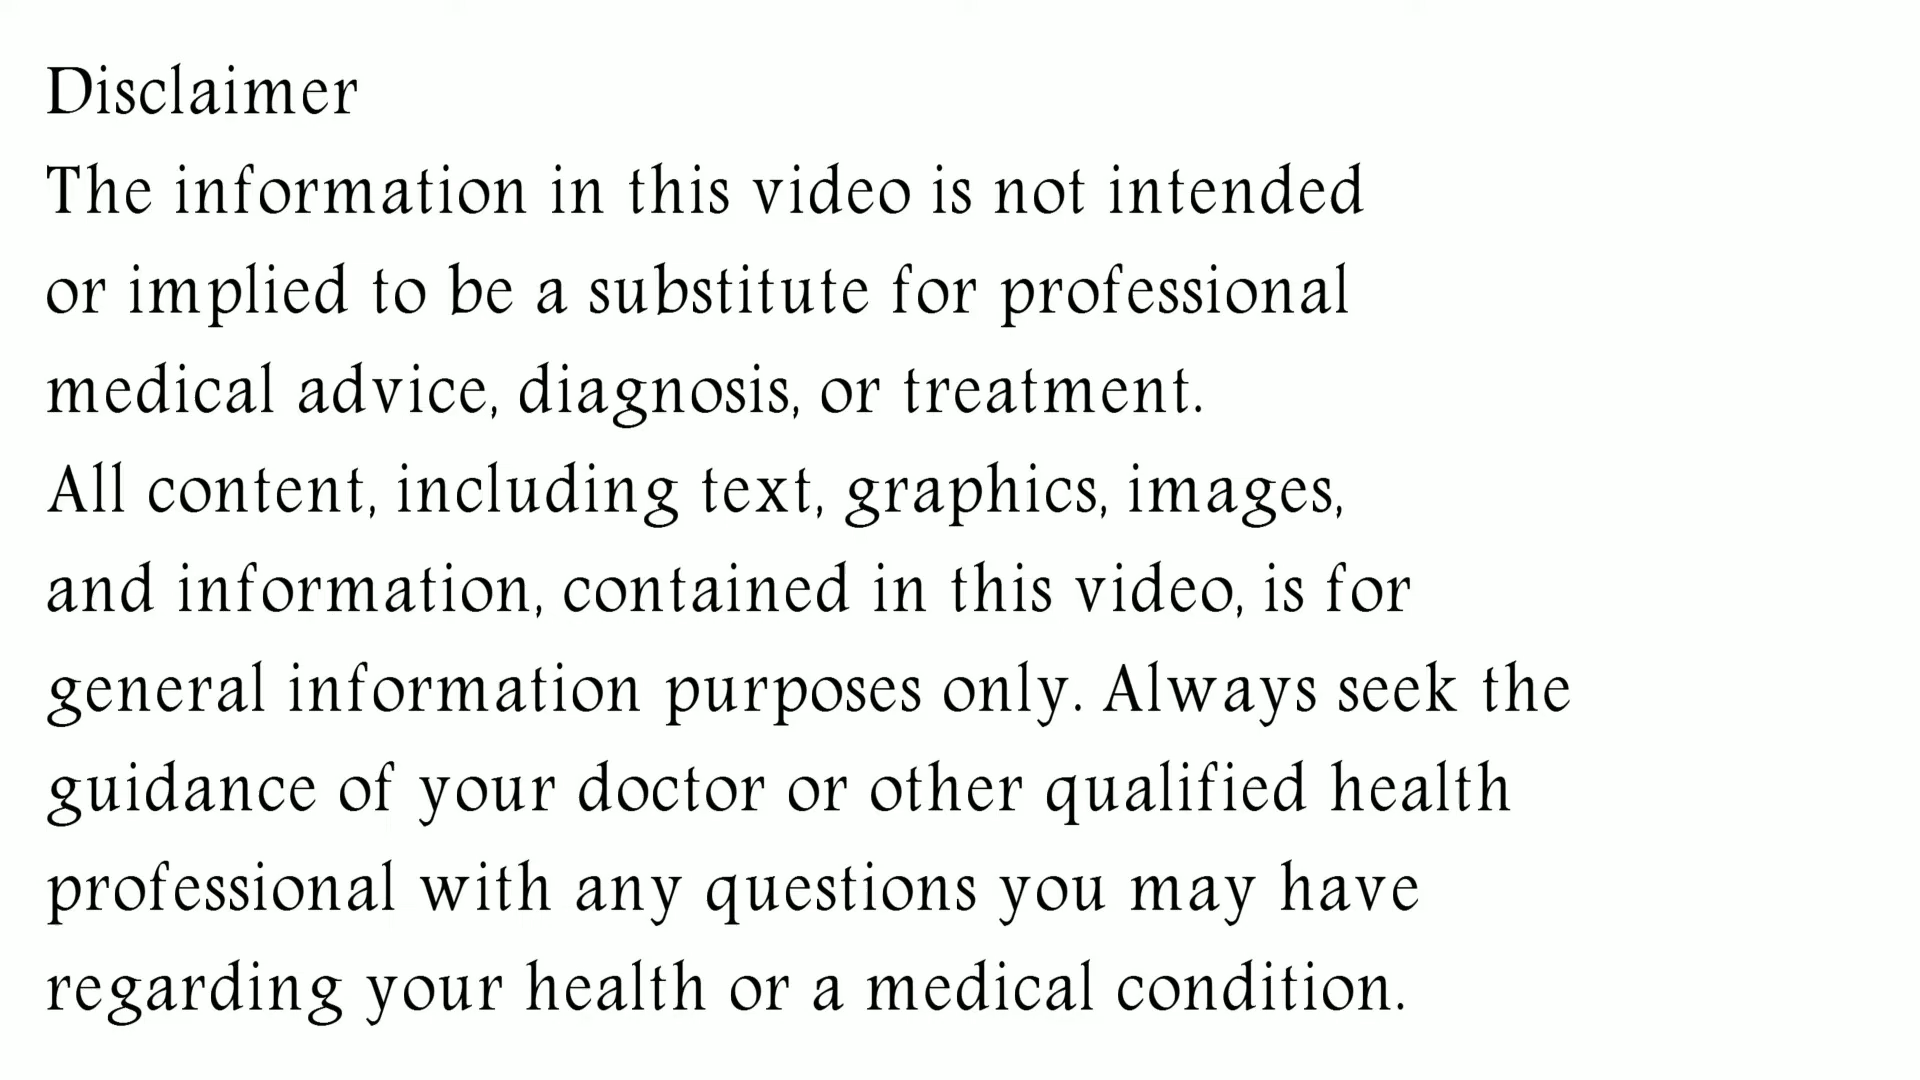 Disclaimer
The information in this video is not intended
or implied to be a substitute for professional
medical advice, diagnosis, or treatment.
All content, including text, graphics, images,
and information, contained in this video, is for
general information purposes only. Always seek the
guidance of your doctor or other qualified health
professional with any questions you may have
regarding your health or a medical condition.